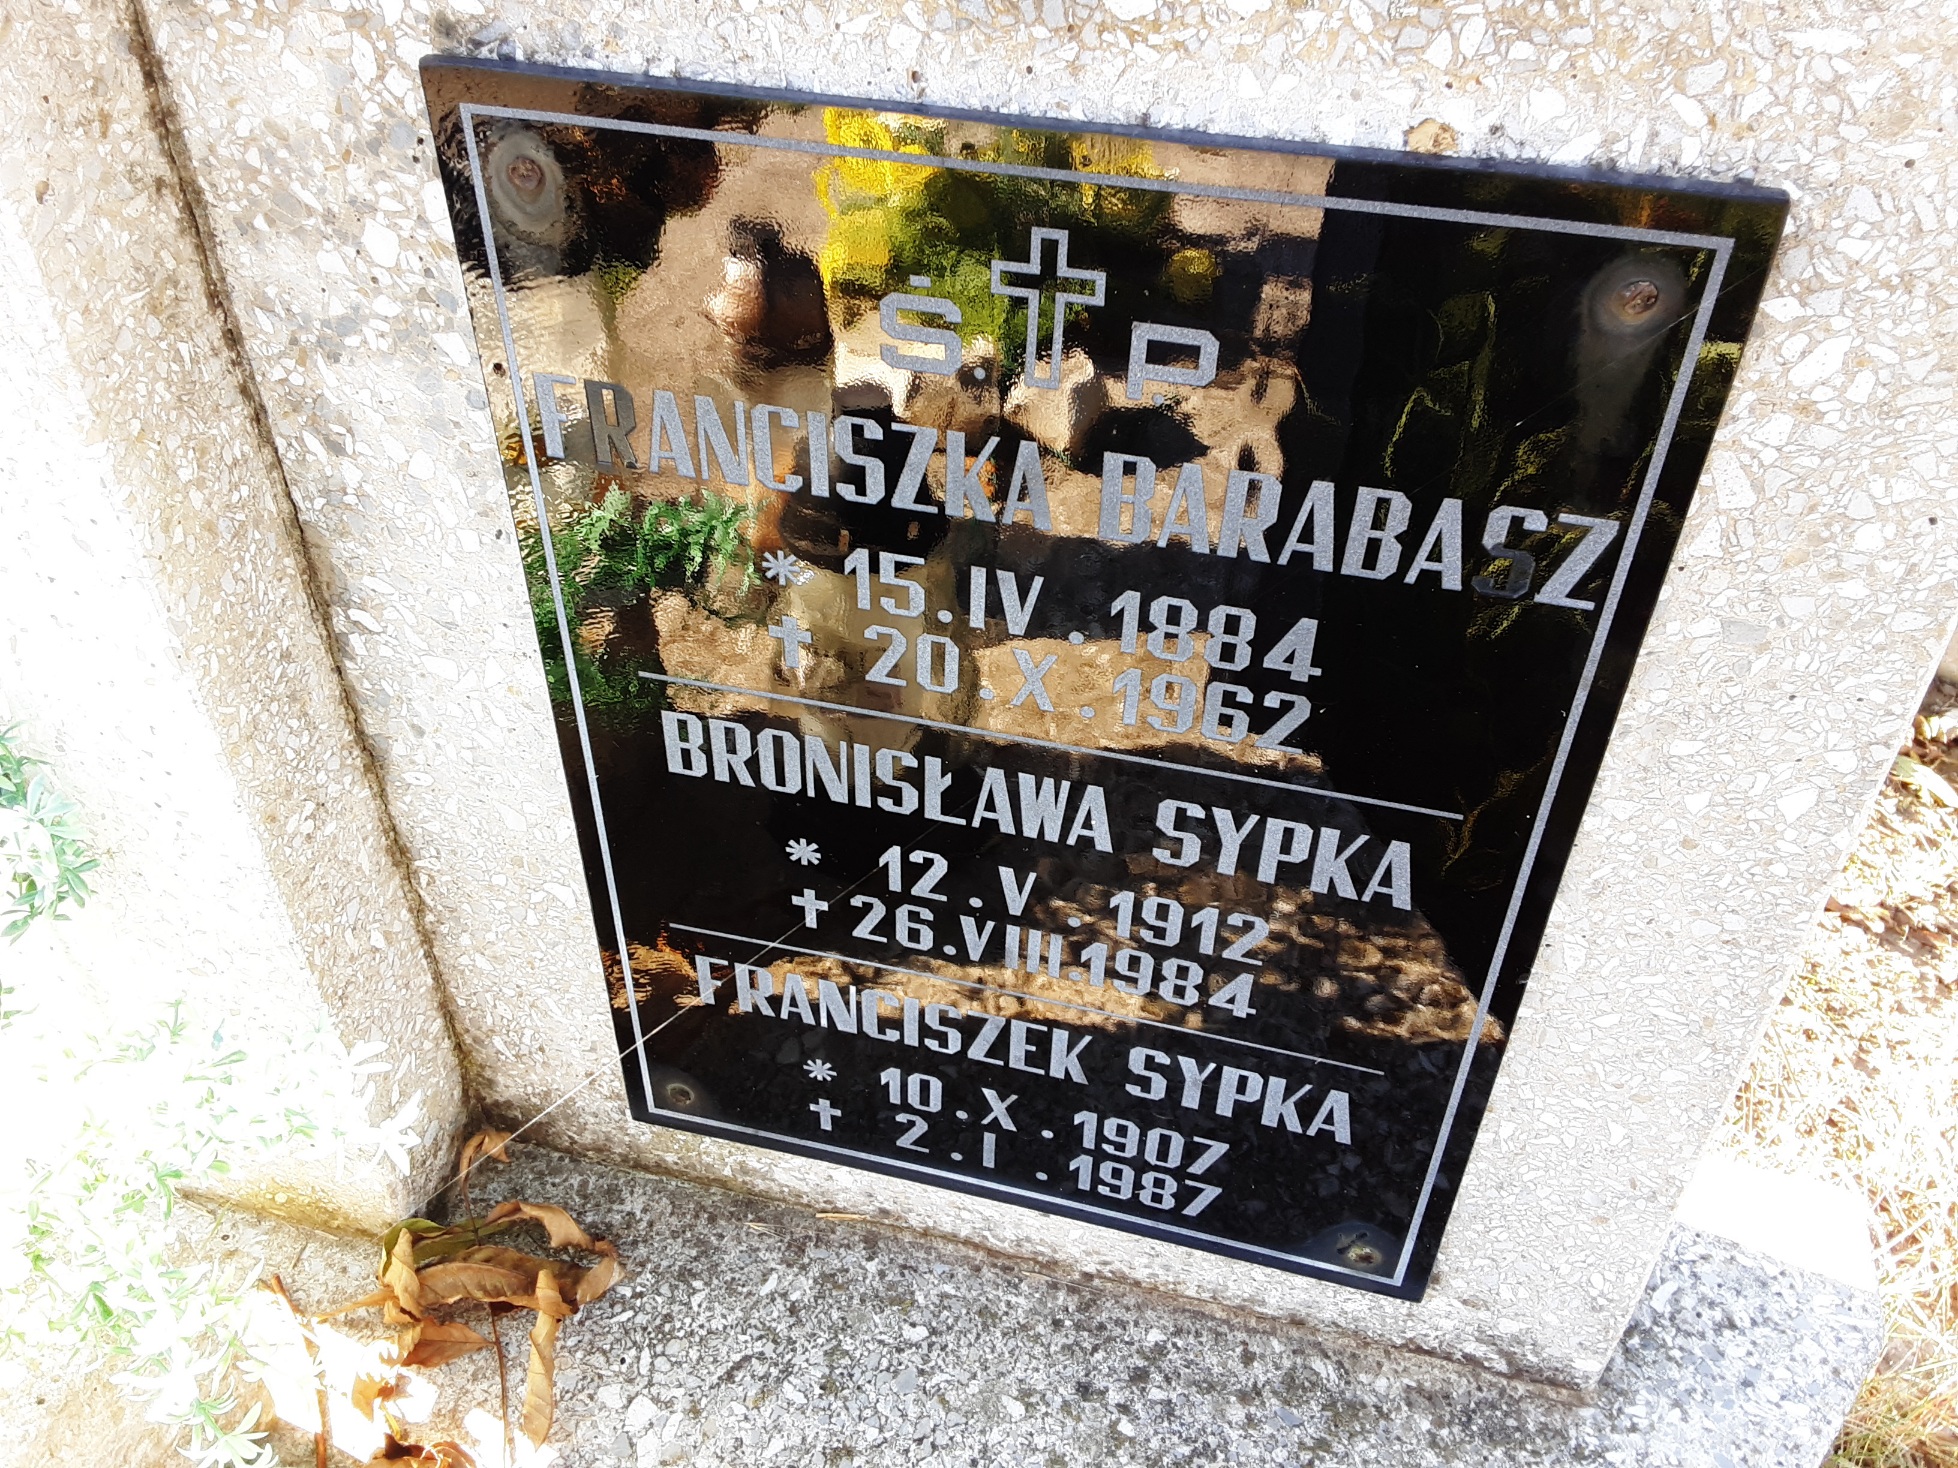 Ś. P.
FRANCISZKA BARABASZ
* 15.IV.1884
† 20.X.1962
BRONISŁAWA SYPKA
* 12.V.1912
† 26.VIII.1984
FRANCISZEK SYPKA
* 10.X.1907
† 2.I.1987